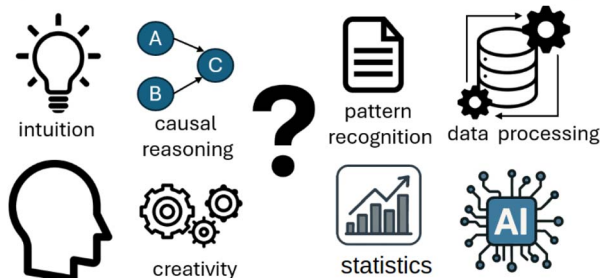 A
C
B
?
intuition
causal
reasoning
pattern
recognition
data processing
creativity
statistics
AI